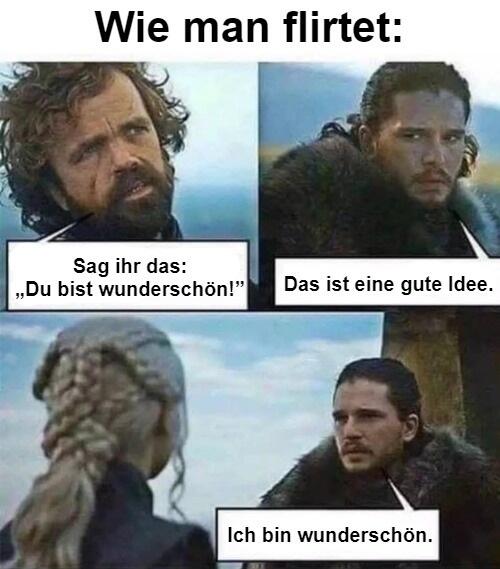 Wie man flirtet:
Sag ihr das:
„Du bist wunderschön!”
Das ist eine gute Idee.
Ich bin wunderschön.